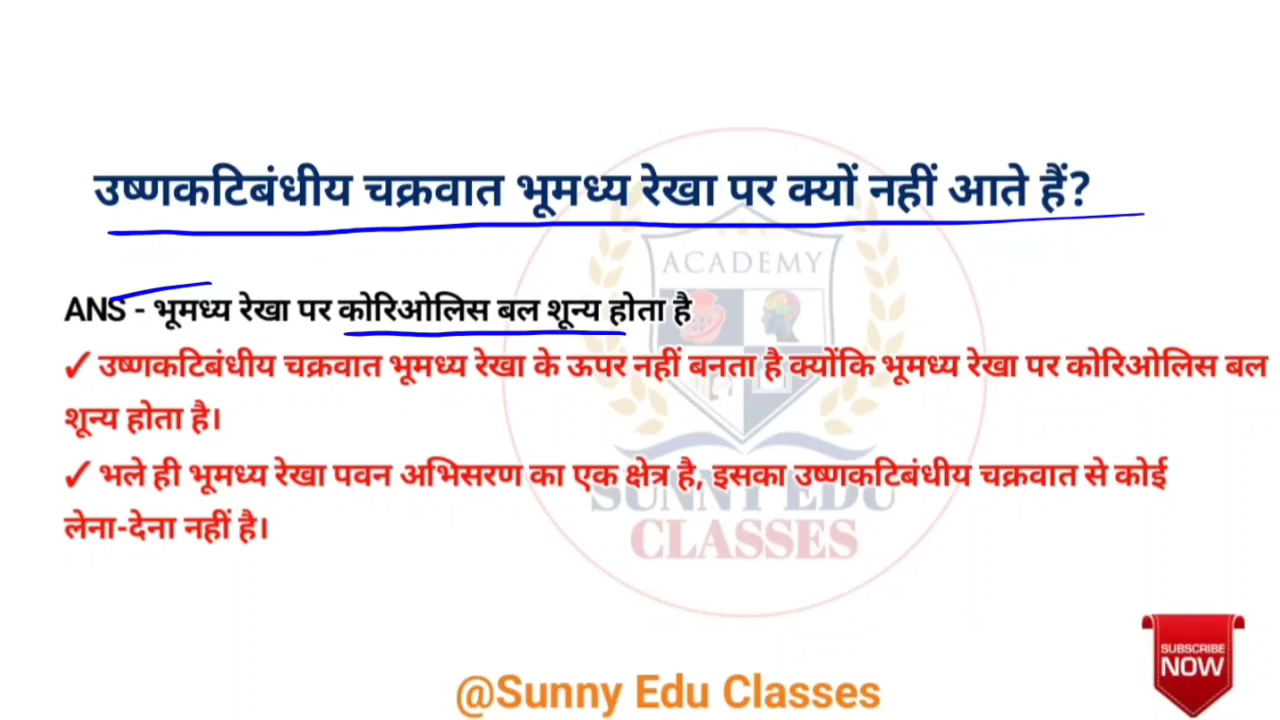 उष्णकटिबंधीय चक्रवात भूमध्य रेखा पर क्यों नहीं आते हैं?
ACADEMY
ANS - भूमध्य रेखा पर कोरिओलिस बल शून्य होता है
✓ उष्णकटिबंधीय चक्रवात भूमध्य रेखा के ऊपर नहीं बनता है क्योंकि भूमध्य रेखा पर कोरिओलिस बल
शून्य होता है।
✓ भले ही भूमध्य रेखा पवन अभिसरण का एक क्षेत्र है, इसका उष्णकटिबंधीय चक्रवात से कोई
SUNNY EDU
लेना-देना नहीं है।
CLASSES
SUBSCRIBE
NOW
@Sunny Edu Classes